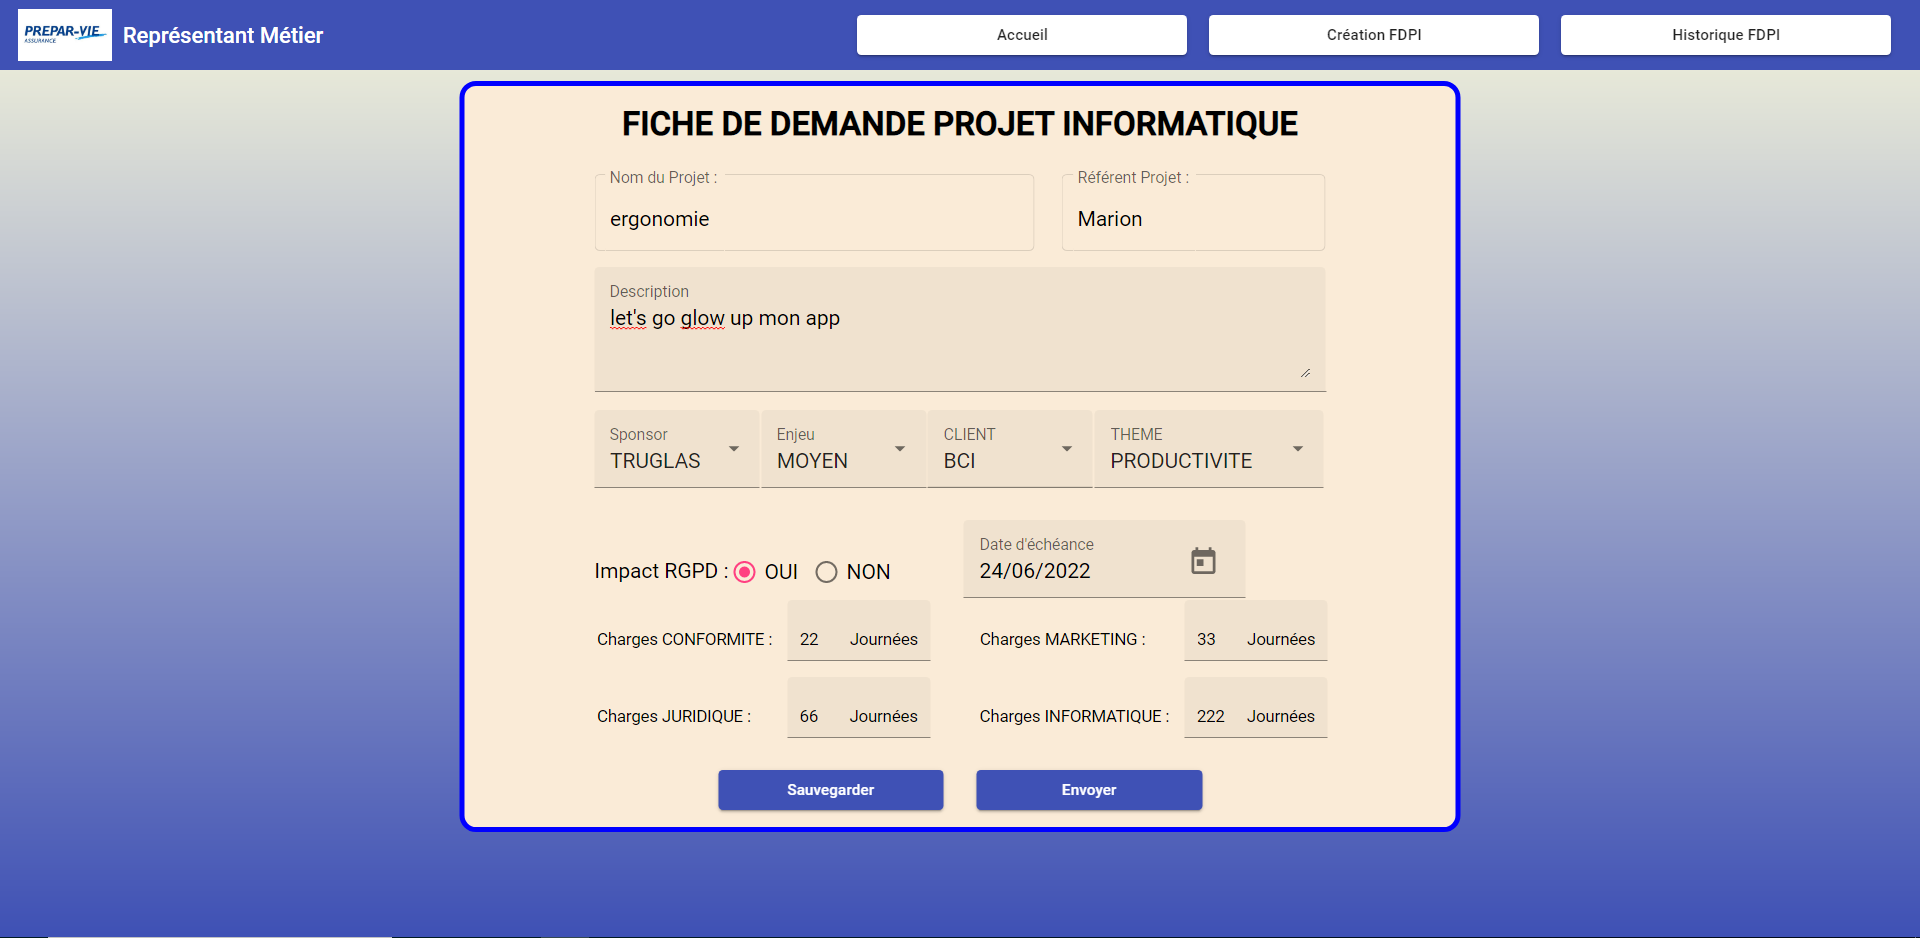 PREPAR-VIE
ASSURANCE
Représentant Métier
Accueil
Création FDPI
Historique FDPI
FICHE DE DEMANDE PROJET INFORMATIQUE
Nom du Projet :
ergonomie
Référent Projet :
Marion
Description
let's go glow up mon app
Sponsor
TRUGLAS
Enjeu
MOYEN
CLIENT
BCI
THEME
PRODUCTIVITE
Impact RGPD : OUI NON
Date d'échéance
24/06/2022
Charges CONFORMITE : 22 Journées
Charges MARKETING : 33 Journées
Charges JURIDIQUE : 66 Journées
Charges INFORMATIQUE : 222 Journées
Sauvegarder
Envoyer